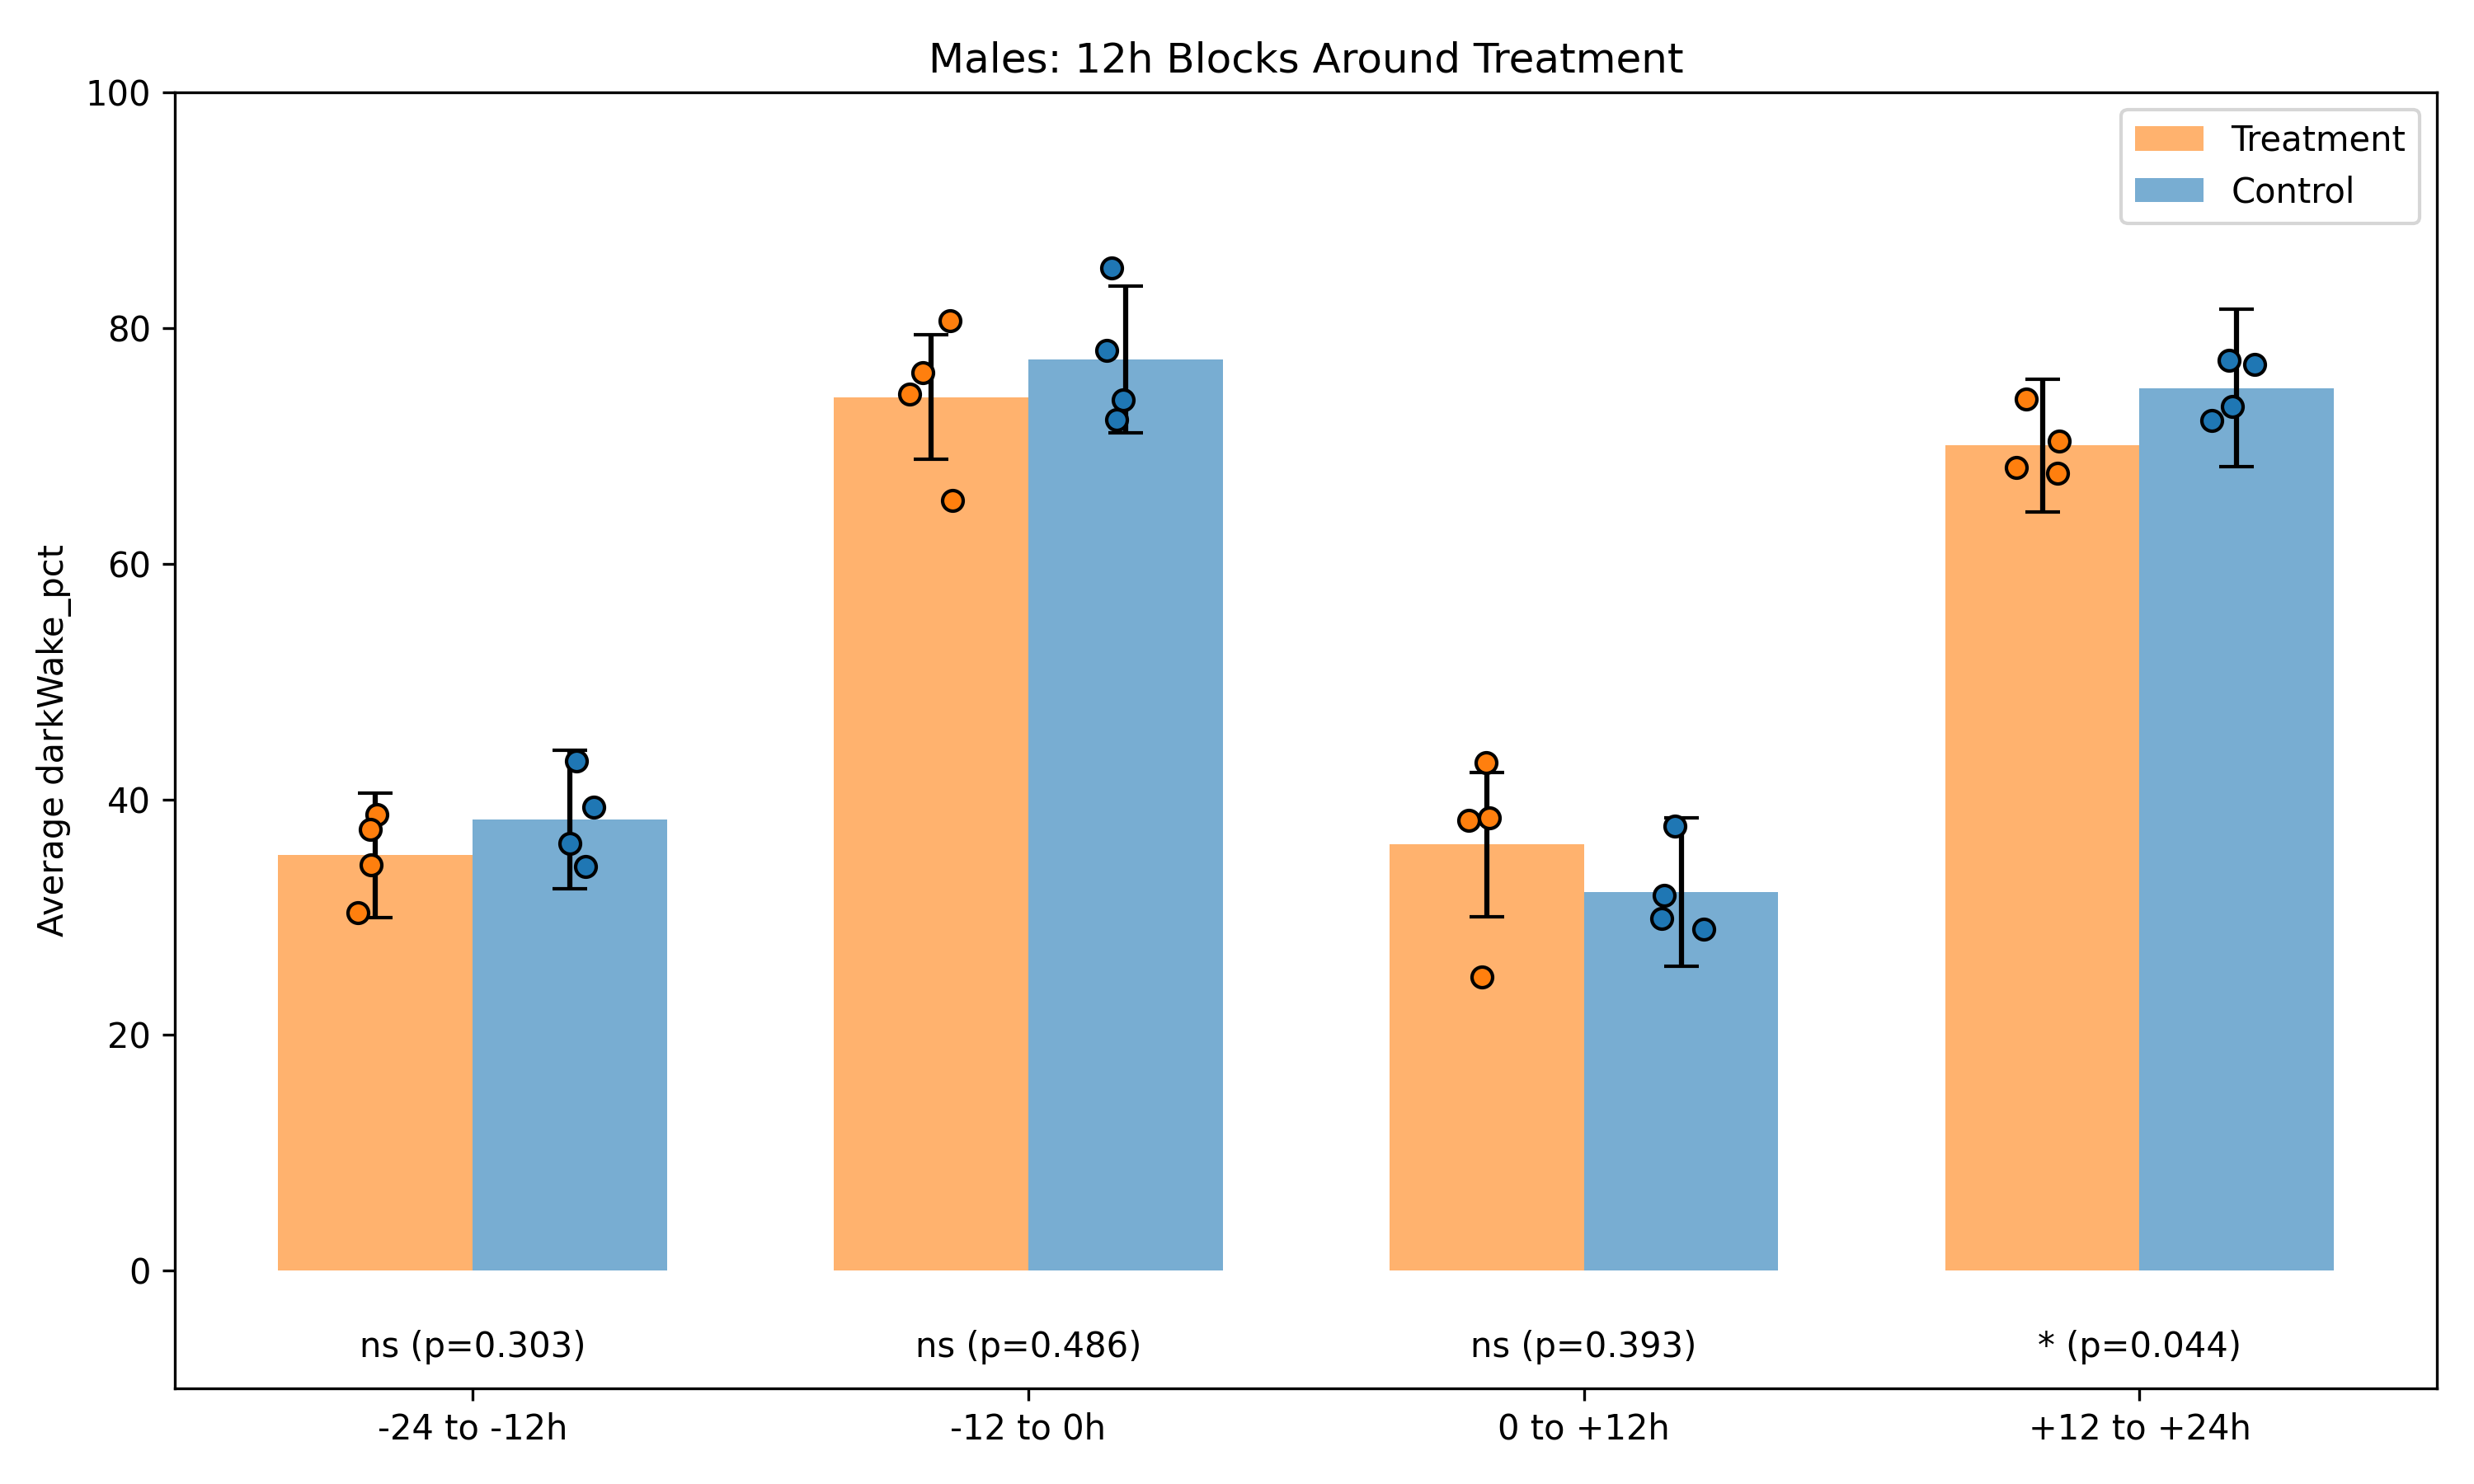 Males: 12h Blocks Around Treatment
100
80
60
40
20
0
Average darkWake_pct
Treatment
Control
ns (p=0.303)
ns (p=0.486)
ns (p=0.393)
* (p=0.044)
-24 to -12h
-12 to 0h
0 to +12h
+12 to +24h